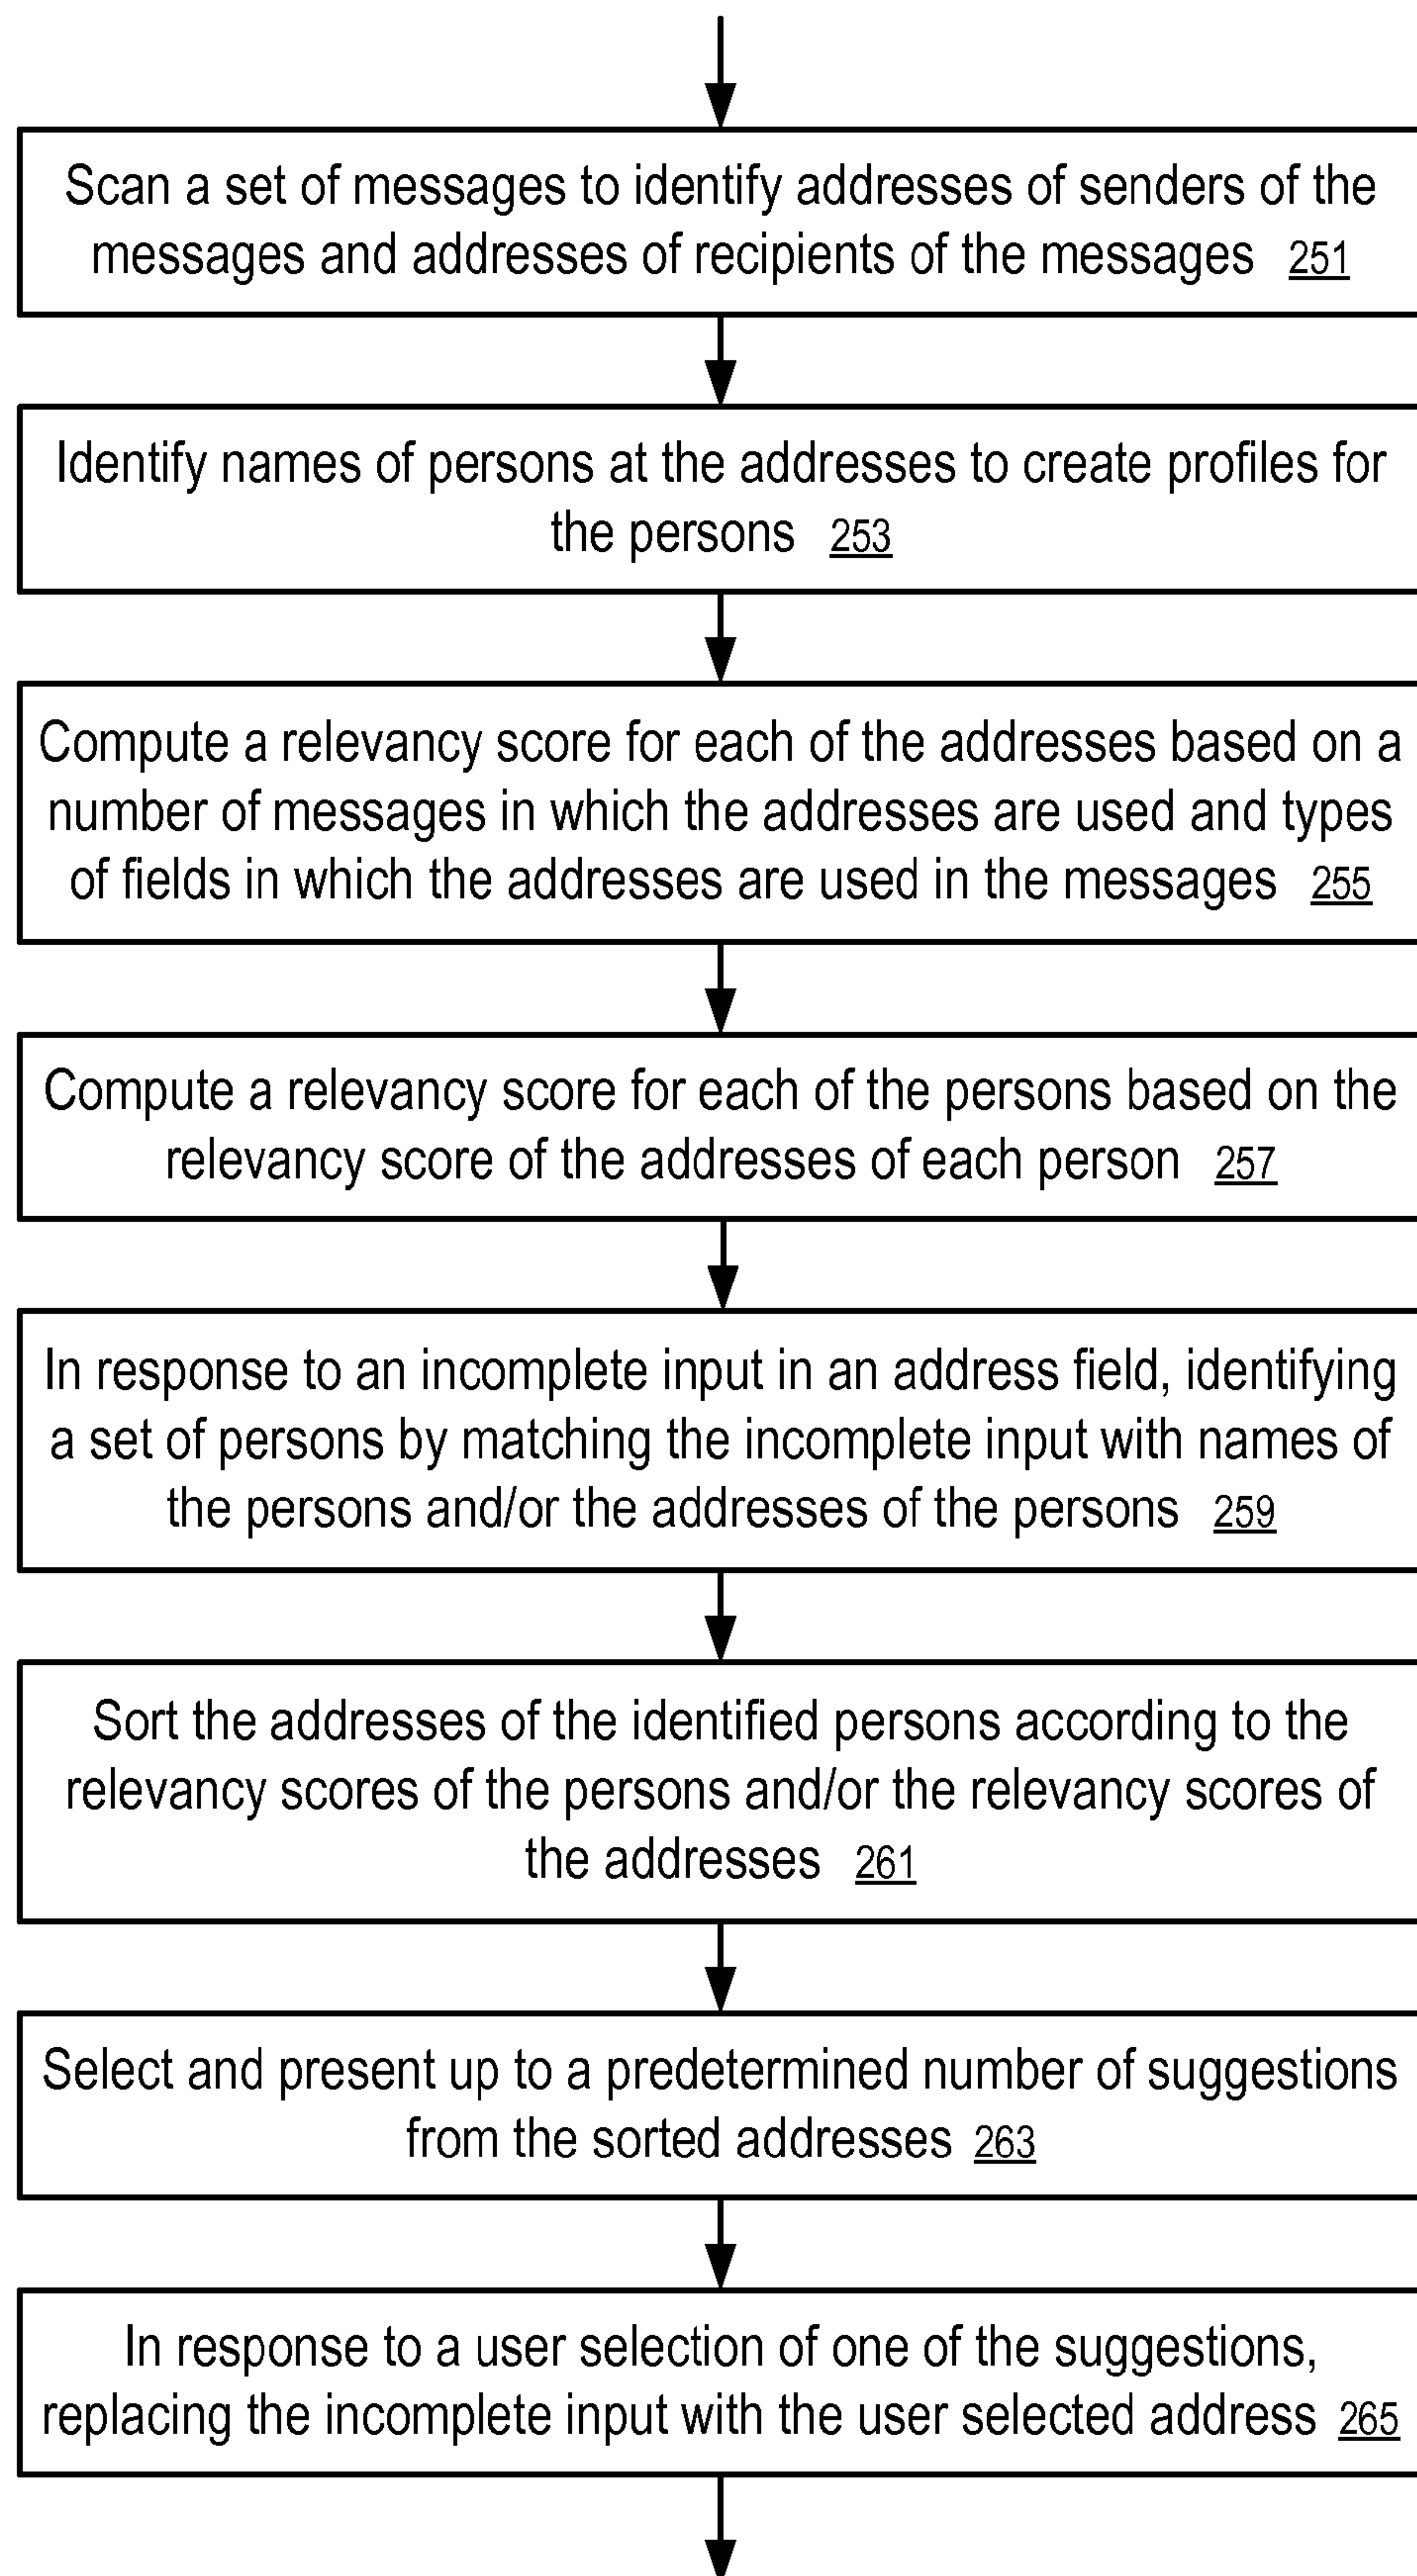 Scan a set of messages to identify addresses of senders of the
messages and addresses of recipients of the messages 251
Identify names of persons at the addresses to create profiles for
the persons 253
Compute a relevancy score for each of the addresses based on a
number of messages in which the addresses are used and types
of fields in which the addresses are used in the messages 255
Compute a relevancy score for each of the persons based on the
relevancy score of the addresses of each person 257
In response to an incomplete input in an address field, identifying
a set of persons by matching the incomplete input with names of
the persons and/or the addresses of the persons 259
Sort the addresses of the identified persons according to the
relevancy scores of the persons and/or the relevancy scores of
the addresses 261
Select and present up to a predetermined number of suggestions
from the sorted addresses 263
In response to a user selection of one of the suggestions,
replacing the incomplete input with the user selected address 265